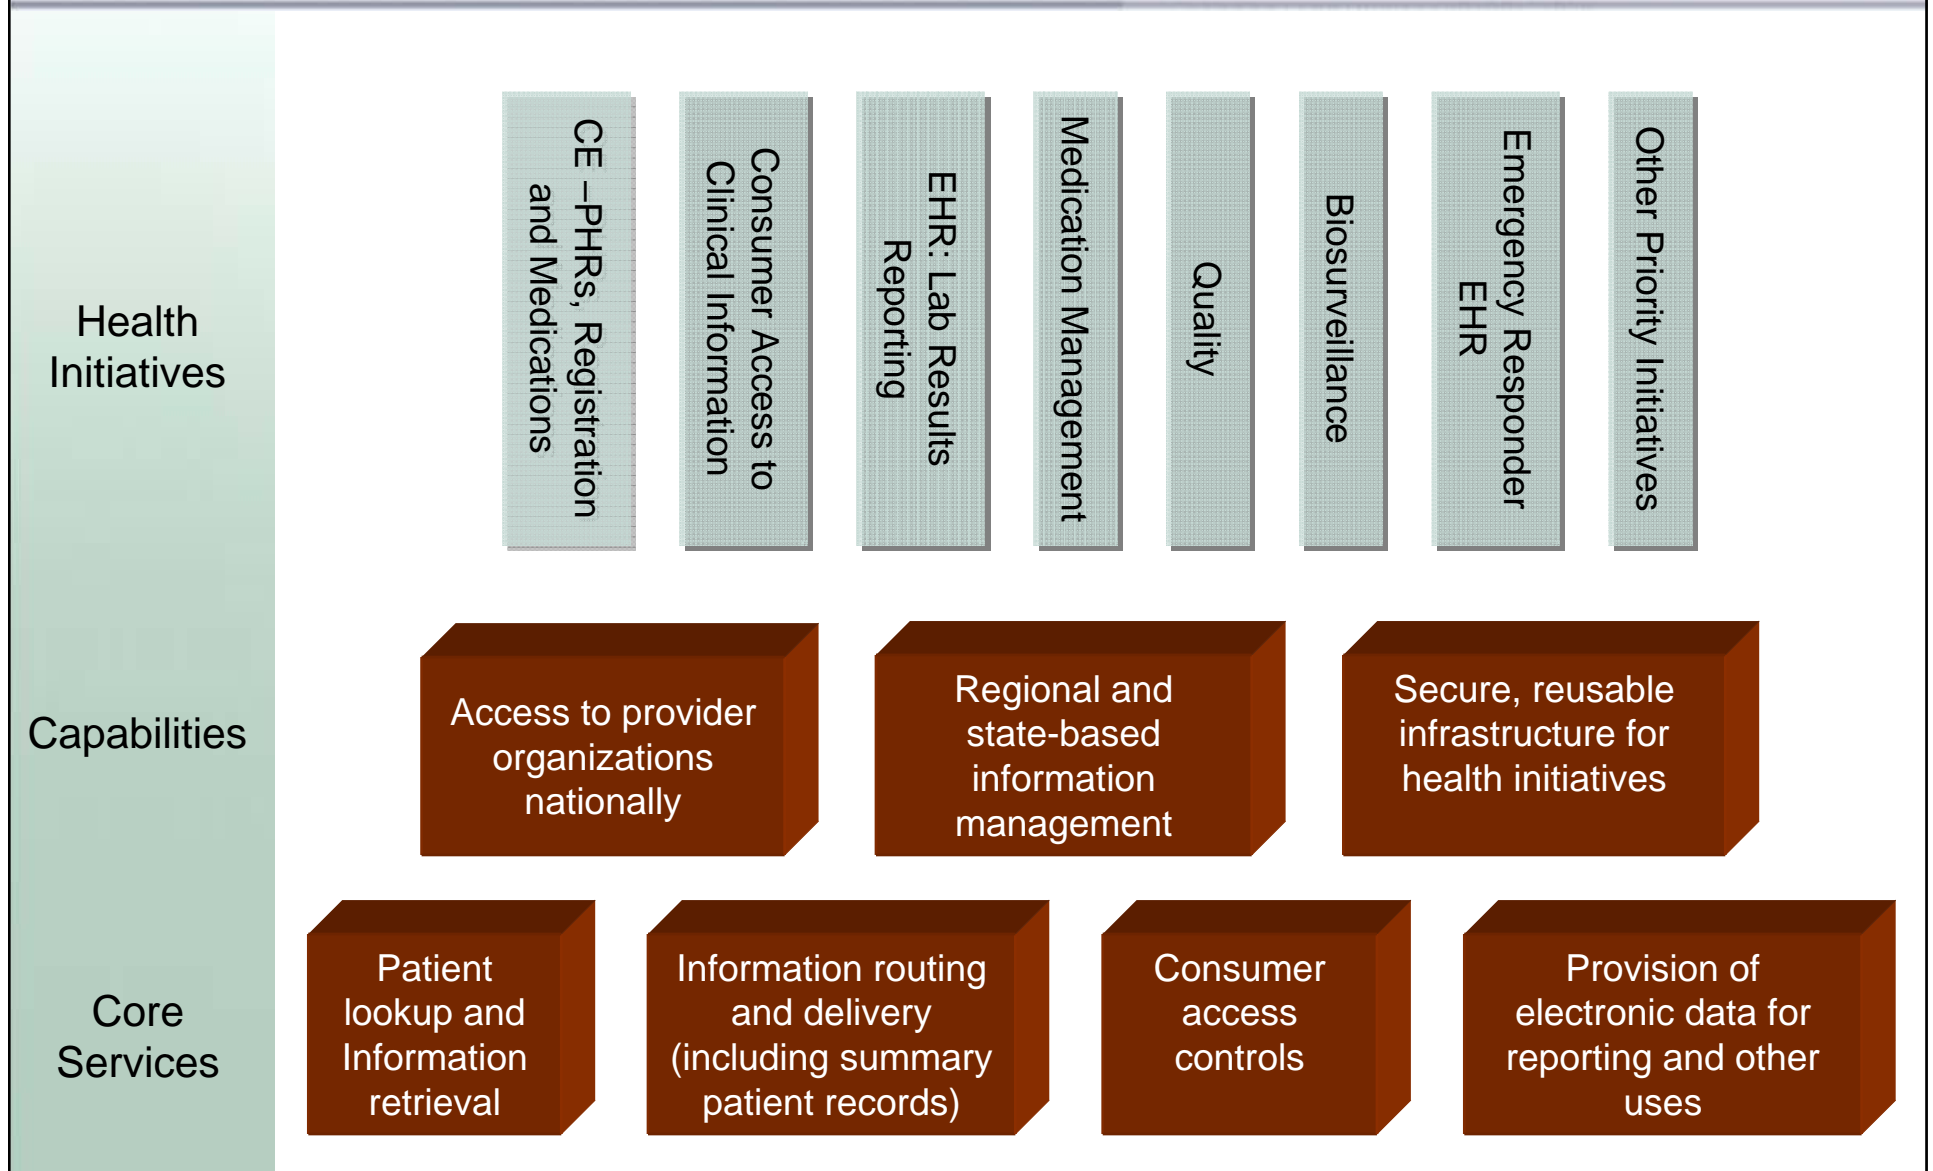 Health
Initiatives
CE –PHRs, Registration
and Medications
Consumer Access to
Clinical Information
EHR: Lab Results
Reporting
Medication Management
Quality
Biosurveillance
Emergency Responder
EHR
Other Priority Initiatives
Capabilities
Access to provider
organizations
nationally
Regional and
state-based
information
management
Secure, reusable
infrastructure for
health initiatives
Core
Services
Patient
lookup and
Information
retrieval
Information routing
and delivery
(including summary
patient records)
Consumer
access
controls
Provision of
electronic data for
reporting and other
uses